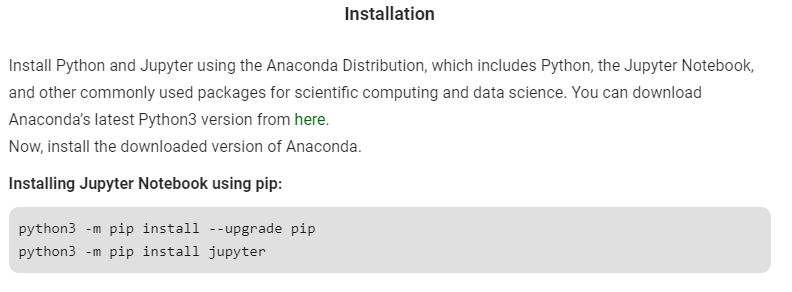 Installation
Install Python and Jupyter using the Anaconda Distribution, which includes Python, the Jupyter Notebook,
and other commonly used packages for scientific computing and data science. You can download
Anaconda’s latest Python3 version from here.
Now, install the downloaded version of Anaconda.
Installing Jupyter Notebook using pip:
python3 -m pip install --upgrade pip
python3 -m pip install jupyter